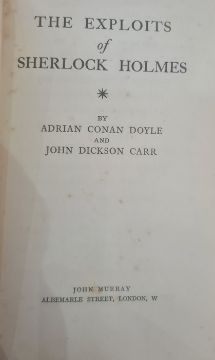 THE EXPLOITS
of
SHERLOCK HOLMES
*
BY
ADRIAN CONAN DOYLE
AND
JOHN DICKSON CARR
JOHN MURRAY
ALBEMARLE STREET, LONDON, W